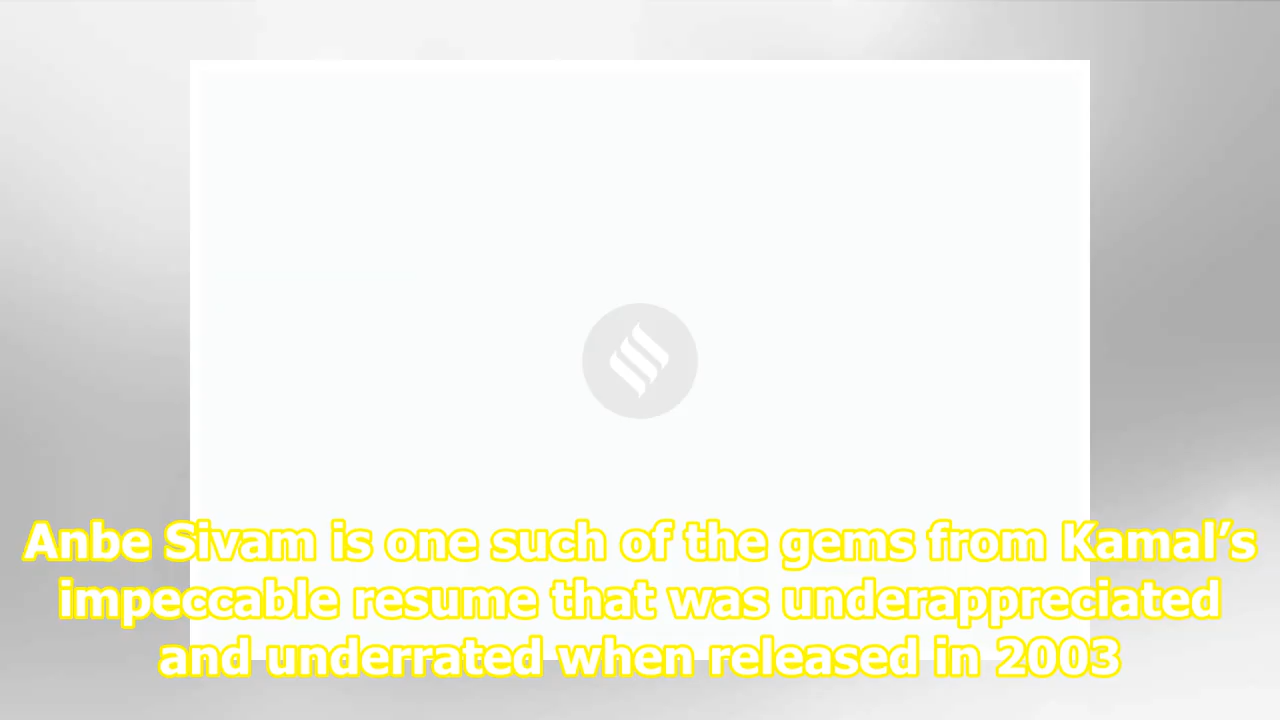 Anbe Sivam is one such of the gems from Kamal’s
impeccable resume that was underappreciated
and underrated when released in 2003